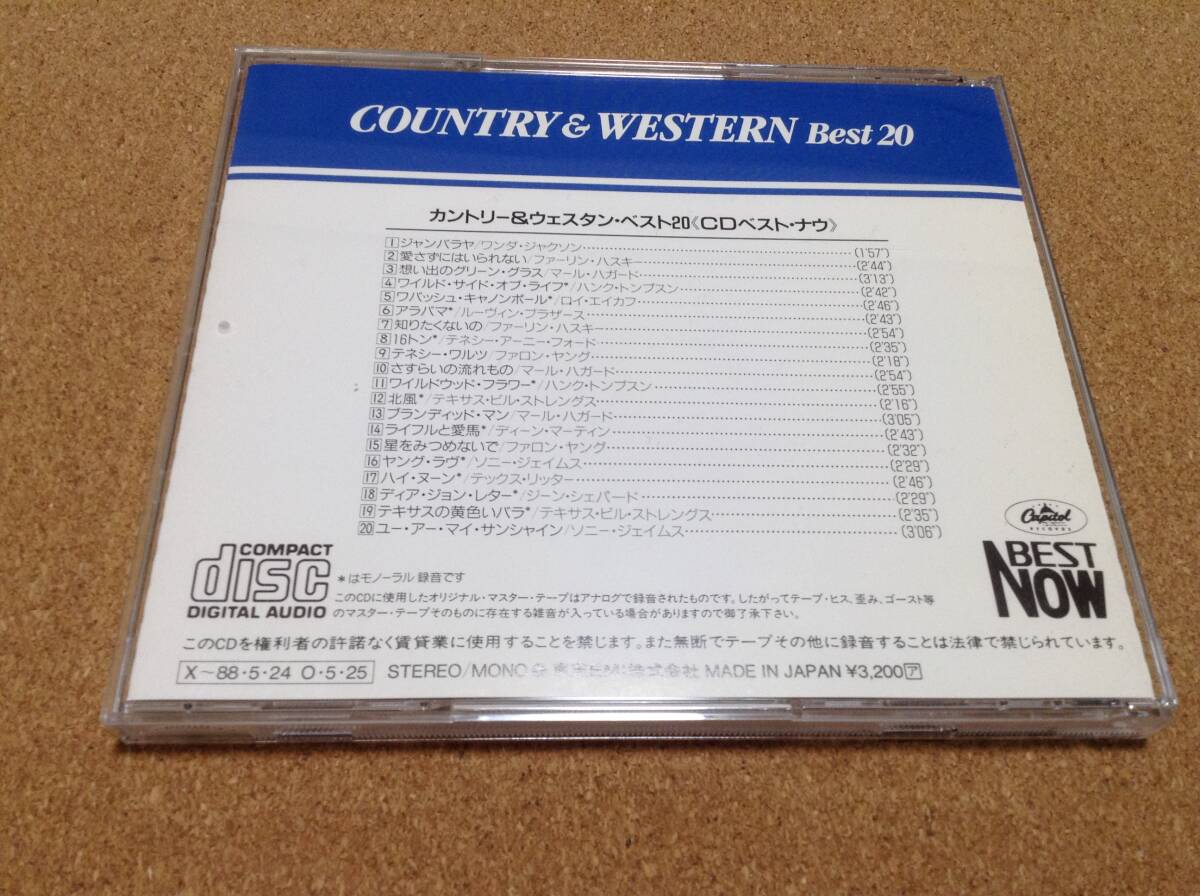 COUNTRY & WESTERN Best 20
カントリー&ウェスタン・ベスト20《CDベスト・ナウ》
1 ジャンバラヤ/ワンダ・ジャクソン (1'57")
2 愛さずにはいられない/ファーリン・ハスキー (2'44")
3 想い出のグリーン・グラス/マール・ハガード (3'13")
4 ワイルド・サイド・オブ・ライフ*/ハンク・トンプスン (2'42")
5 ワバッシュ・キャノンボール*/ロイ・エイカフ (2'46")
6 アラバマ*/ルーヴィン・ブラザース (2'43")
7 知りたくないの/ファーリン・ハスキー (2'54")
8 16トン*/テネシー・アーニー・フォード (2'35")
9 テネシー・ワルツ/ファロン・ヤング (2'18")
10 さすらいの流れもの/マール・ハガード (2'54")
11 ワイルドウッド・フラワー*/ハンク・トンプスン (2'55")
12 北風*/テキサス・ビル・ストレングス (2'16")
13 ブランディッド・マン/マール・ハガード (3'05")
14 ライフルと愛馬*/ディーン・マーティン (2'43")
15 星をみつめないで/ファロン・ヤング (2'32")
16 ヤング・ラヴ*/ソニー・ジェイムス (2'29")
17 ハイ・ヌーン*/テックス・リッター (2'46")
18 ディア・ジョン・レター*/ジーン・シェパード (2'29")
19 テキサスの黄色いバラ*/テキサス・ビル・ストレングス (2'35")
20 ユー・アー・マイ・サンシャイン/ソニー・ジェイムス (3'06")
Capitol
RECORDS
BEST
NOW
COMPACT
disc
DIGITAL AUDIO
*はモノーラル録音です
このCDに使用したオリジナル・マスター・テープはアナログで録音されたものです。したがってテープ・ヒス、歪み、ゴースト等
のマスター・テープそのものに存在する雑音が入っている場合がありますので御了承下さい。
このCDを権利者の許諾なく賃貸業に使用することを禁じます。また無断でテープその他に録音することは法律で禁じられています。
X〜88・5・24 O・5・25 STEREO/MONO 東芝EMI株式会社 MADE IN JAPAN ¥3,200 ア